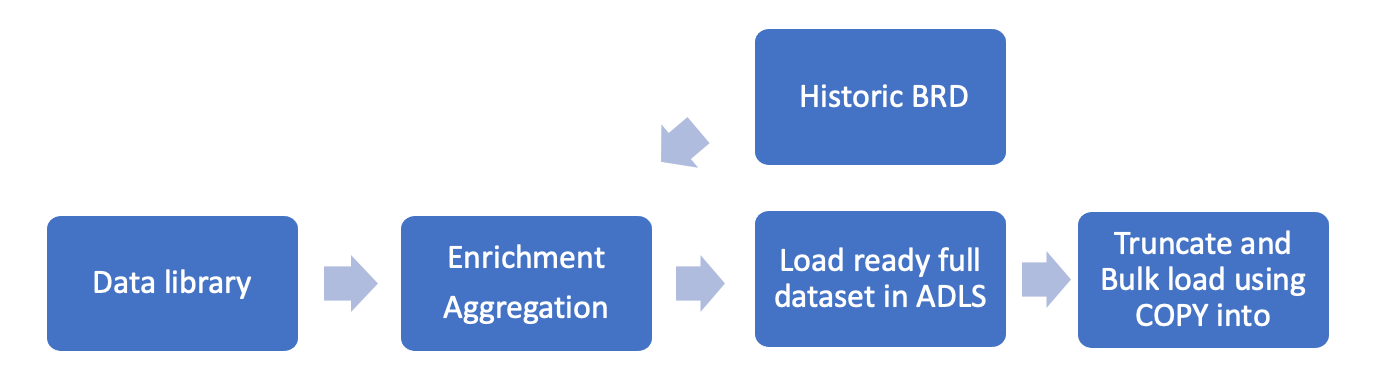 Historic BRD
Data library
Enrichment
Aggregation
Load ready full
dataset in ADLS
Truncate and
Bulk load using
COPY into